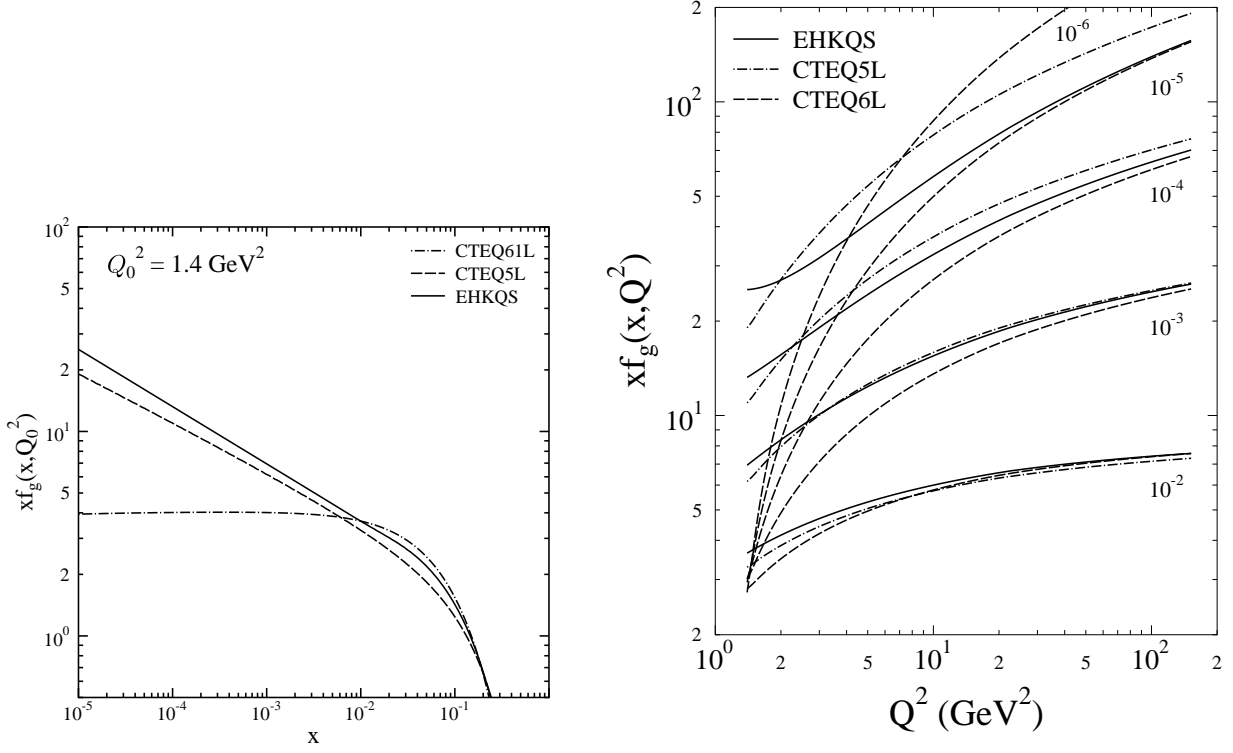 10^2
5
2
10^1
5
2
10^0
xf_g(x,Q_0^2)
Q_0^2 = 1.4 GeV^2
CTEQ61L
CTEQ5L
EHKQS
10^-5
10^-4
10^-3
10^-2
10^-1
x
2
10^2
5
2
10^1
5
2
xf_g(x,Q^2)
EHKQS
CTEQ5L
CTEQ6L
10^-6
10^-5
10^-4
10^-3
10^-2
10^0
2
5
10^1
2
5
10^2
2
Q^2 (GeV^2)